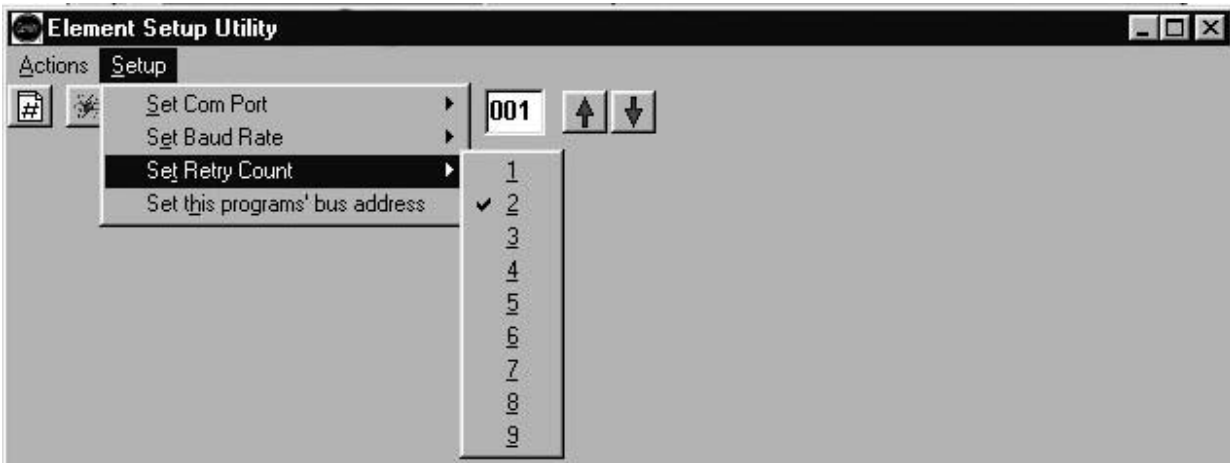 Element Setup Utility
Actions Setup
#
Set Com Port
001
Set Baud Rate
Set Retry Count
Set this programs' bus address
1
2
3
4
5
6
7
8
9